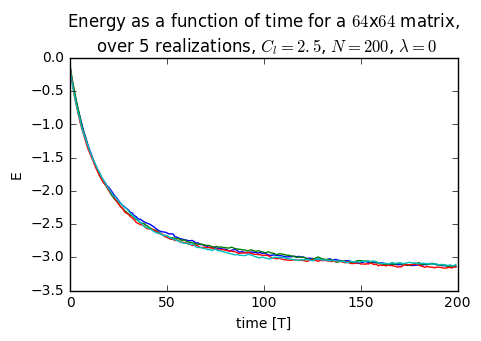 Energy as a function of time for a 64x64 matrix,
over 5 realizations, C_l = 2.5, N = 200, λ = 0
0.0
−0.5
−1.0
−1.5
−2.0
−2.5
−3.0
−3.5
E
0 50 100 150 200
time [T]